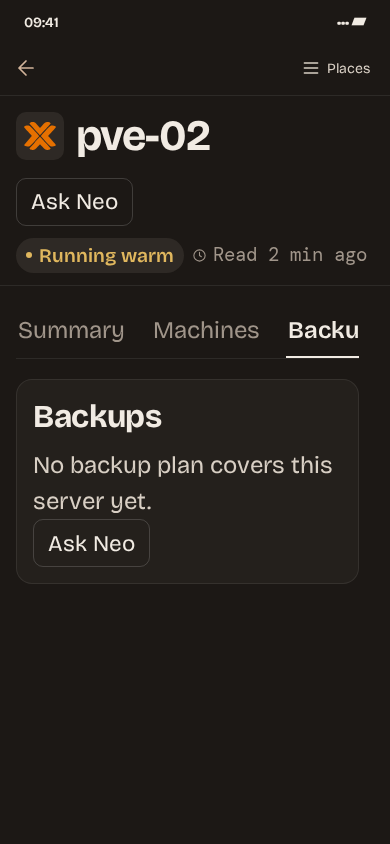 09:41
Places
pve-02
Ask Neo
Running warm
Read 2 min ago
Summary
Machines
Backu
Backups
No backup plan covers this
server yet.
Ask Neo